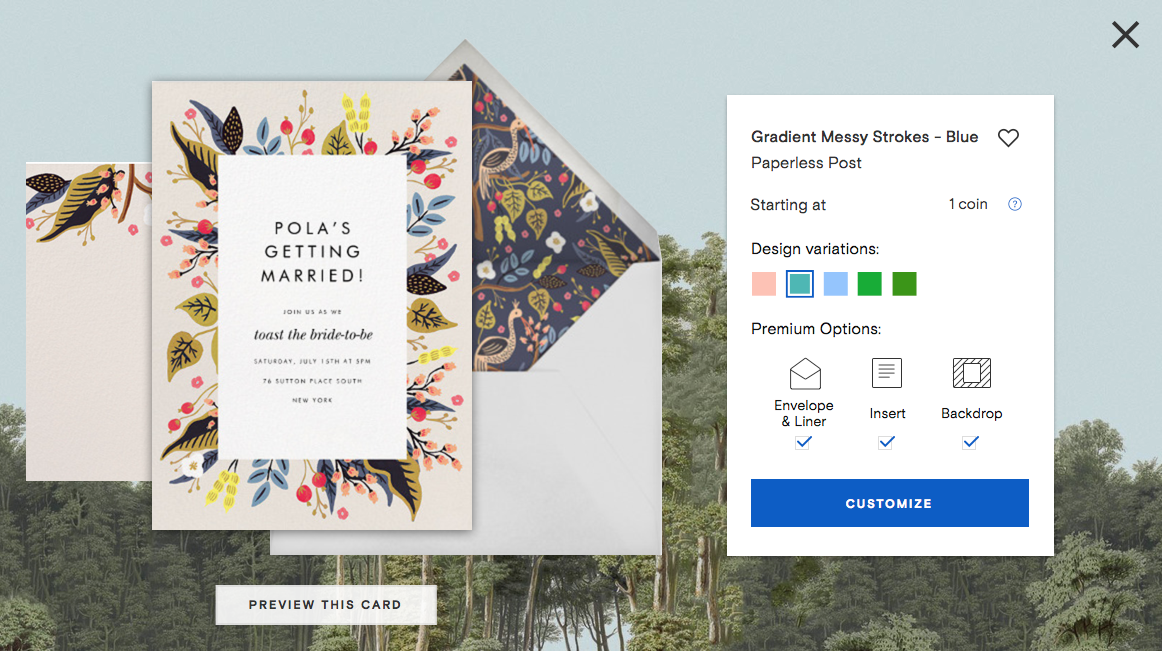 POLA'S
GETTING
MARRIED!
JOIN US AS WE
toast the bride-to-be
SATURDAY, JULY 15TH AT 3PM
76 SUTTON PLACE SOUTH
NEW YORK
PREVIEW THIS CARD
Gradient Messy Strokes - Blue
Paperless Post
Starting at 1 coin ?
Design variations:
Premium Options:
Envelope
& Liner
Insert
Backdrop
CUSTOMIZE